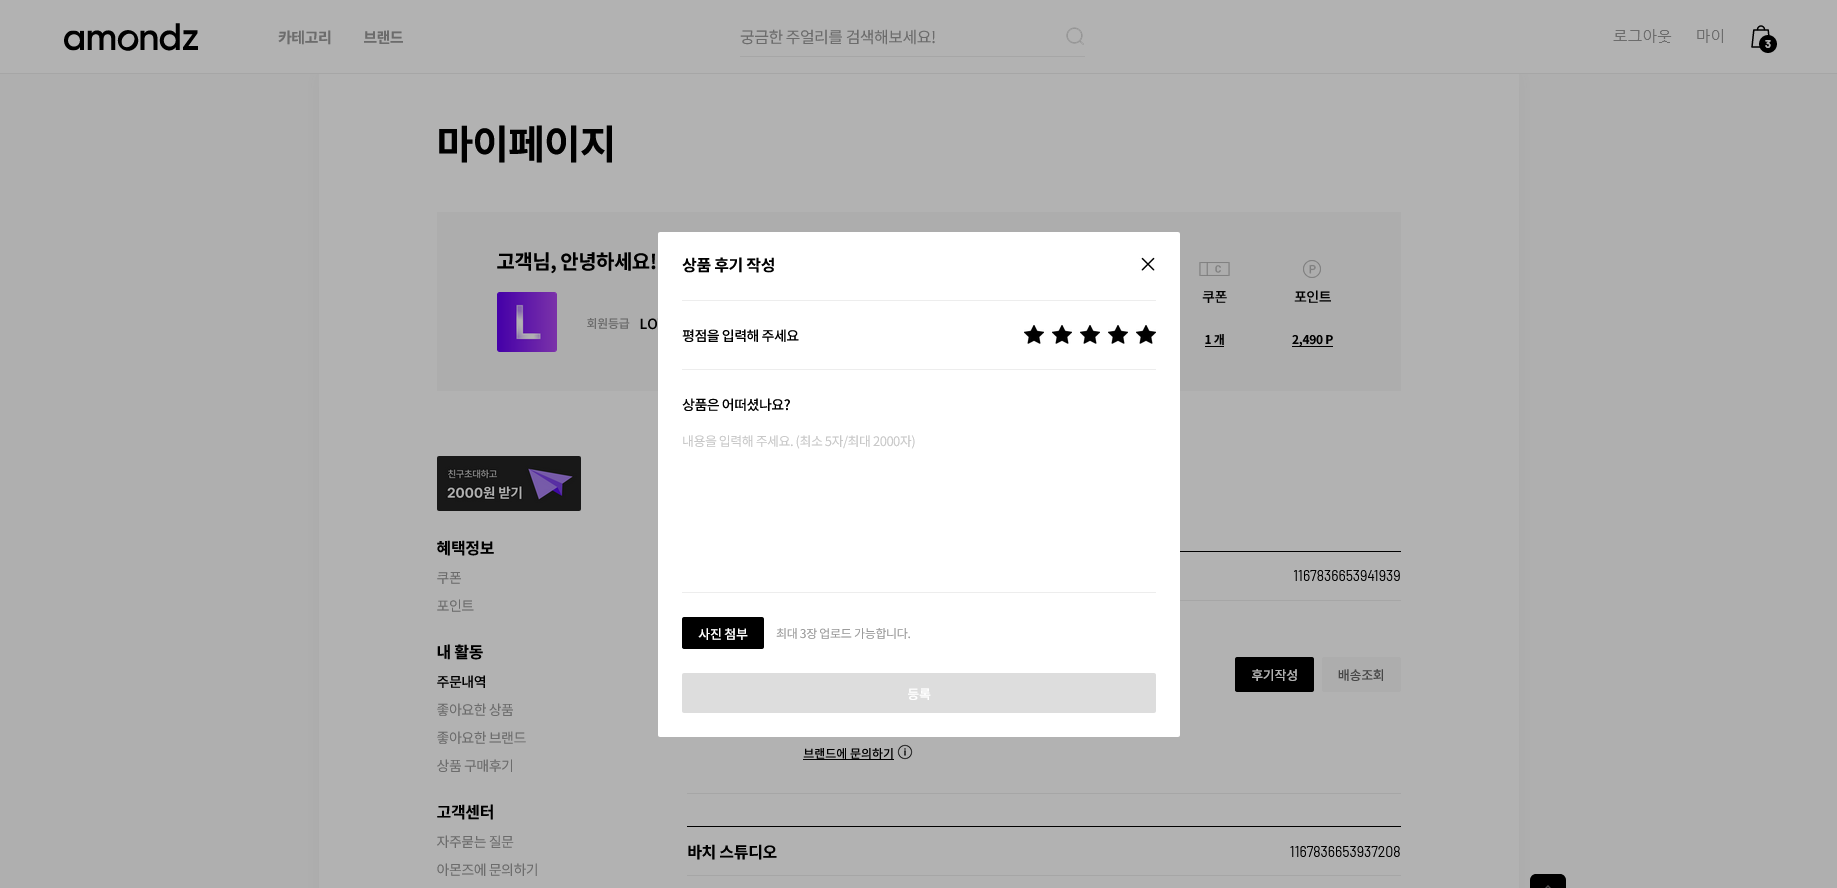 amondz
카테고리
브랜드
궁금한 주얼리를 검색해보세요!
로그아웃
마이
3
마이페이지
고객님, 안녕하세요!
L
회원등급 LO
C
쿠폰
1 개
P
포인트
2,490 P
상품 후기 작성
평점을 입력해 주세요
상품은 어떠셨나요?
내용을 입력해 주세요. (최소 5자/최대 2000자)
사진 첨부
최대 3장 업로드 가능합니다.
등록
친구초대하고
2000원 받기
혜택정보
쿠폰
포인트
내 활동
주문내역
좋아요한 상품
좋아요한 브랜드
상품 구매후기
고객센터
자주묻는 질문
아몬즈에 문의하기
1167836653941939
후기작성
배송조회
브랜드에 문의하기
바치 스튜디오
1167836653937208